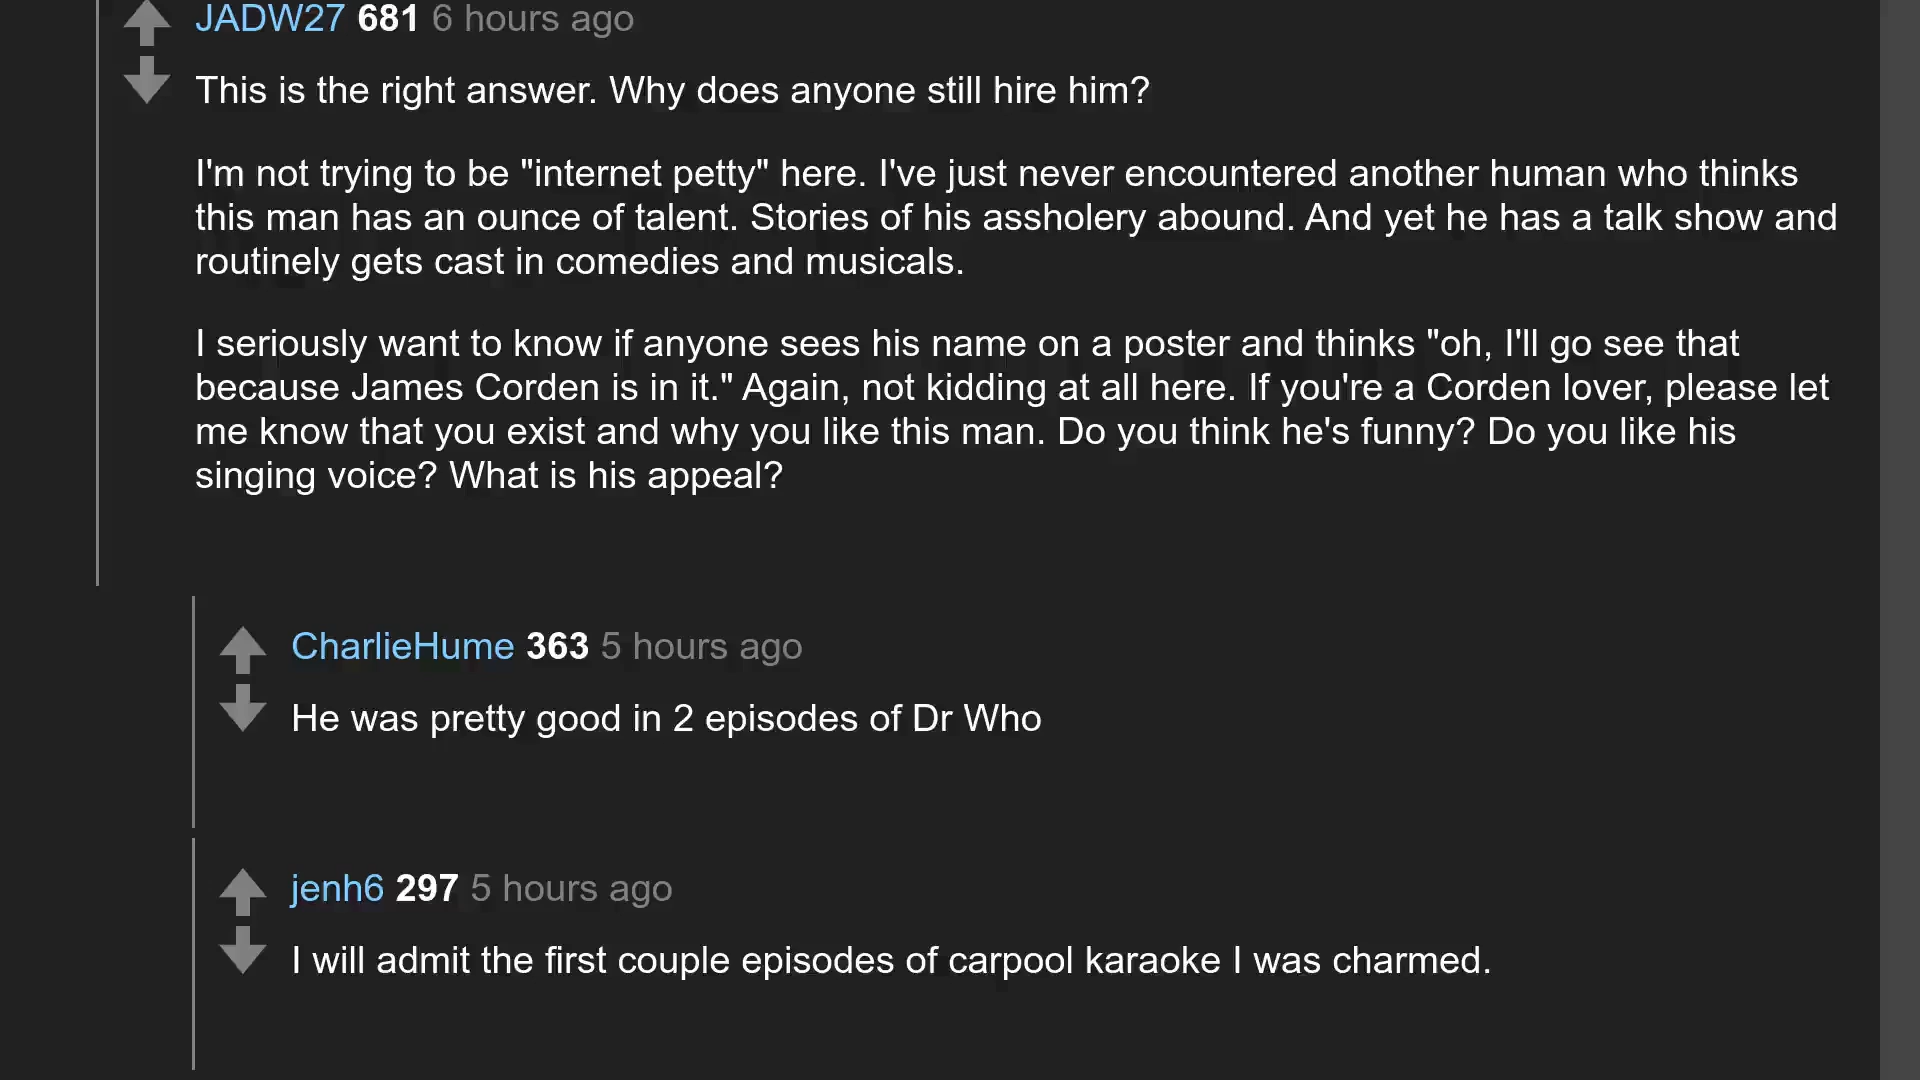 JADW27 681 6 hours ago
This is the right answer. Why does anyone still hire him?
I'm not trying to be "internet petty" here. I've just never encountered another human who thinks
this man has an ounce of talent. Stories of his assholery abound. And yet he has a talk show and
routinely gets cast in comedies and musicals.
I seriously want to know if anyone sees his name on a poster and thinks "oh, I'll go see that
because James Corden is in it." Again, not kidding at all here. If you're a Corden lover, please let
me know that you exist and why you like this man. Do you think he's funny? Do you like his
singing voice? What is his appeal?
CharlieHume 363 5 hours ago
He was pretty good in 2 episodes of Dr Who
jenh6 297 5 hours ago
I will admit the first couple episodes of carpool karaoke I was charmed.